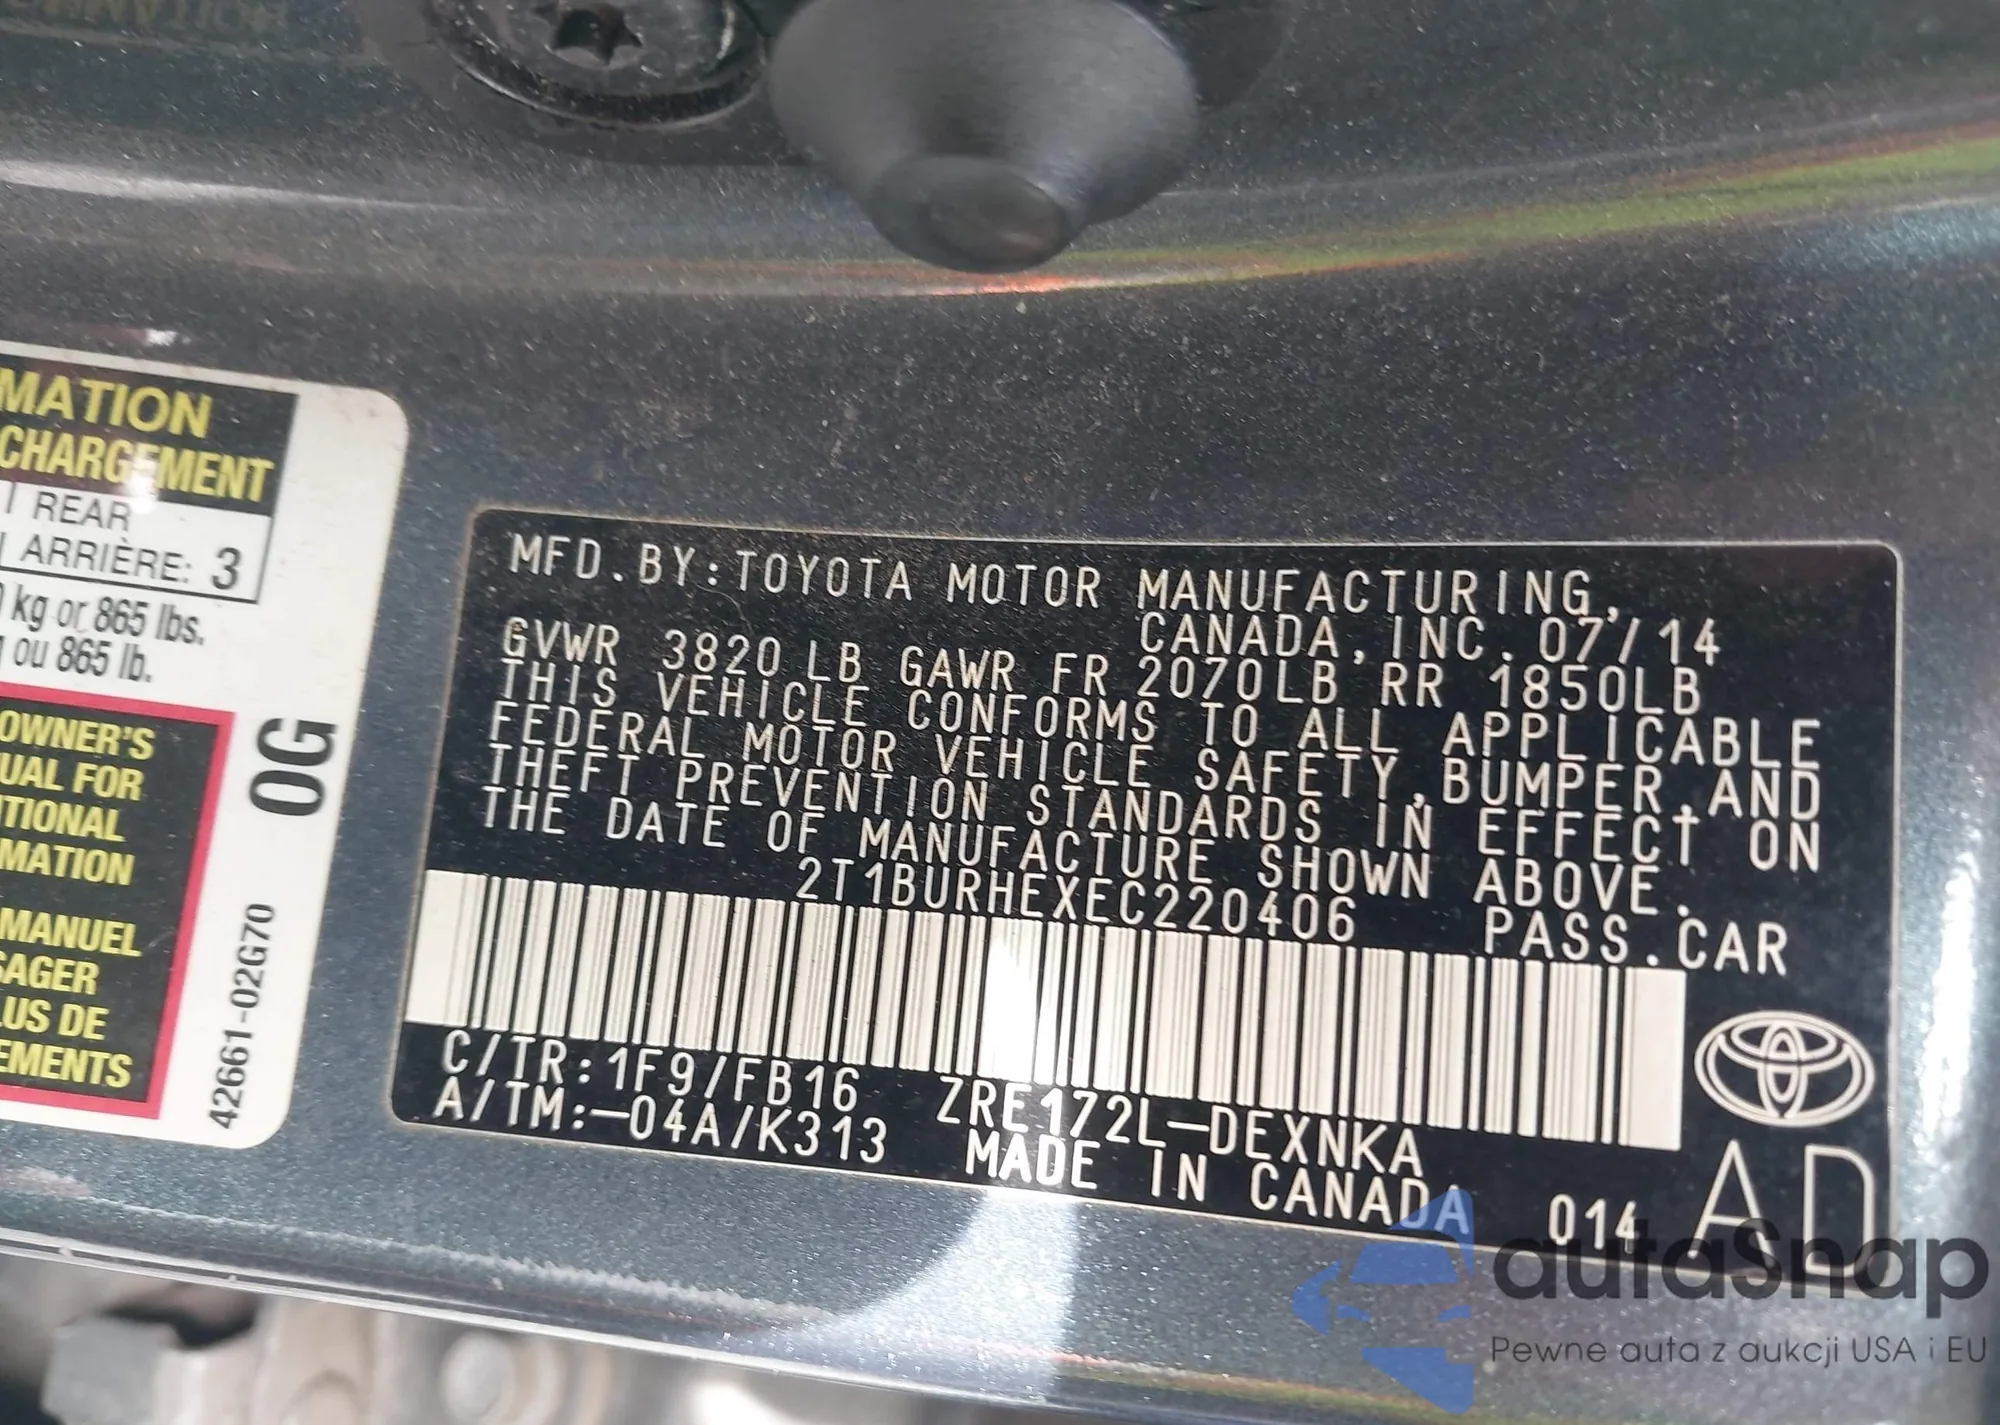 MATION
CHARGEMENT
REAR
ARRIÈRE: 3
kg or 865 lbs.
ou 865 lb.
OWNER'S
UAL FOR
TIONAL
MATION
MANUEL
SAGER
LUS DE
EMENTS
42661-02G70
0G
MFD.BY:TOYOTA MOTOR MANUFACTURING,
CANADA,INC. 07/14
GVWR 3820LB GAWR FR 2070LB RR 1850LB
THIS VEHICLE CONFORMS TO ALL APPLICABLE
FEDERAL MOTOR VEHICLE SAFETY,BUMPER,AND
THEFT PREVENTION STANDARDS IN EFFECT ON
THE DATE OF MANUFACTURE SHOWN ABOVE.
2T1BURHEXEC220406 PASS.CAR
C/TR:1F9/FB16 ZRE172L-DEXNKA
A/TM:-04A/K313 MADE IN CANADA 014 AD
autaSnap
Pewne auta z aukcji USA i EU